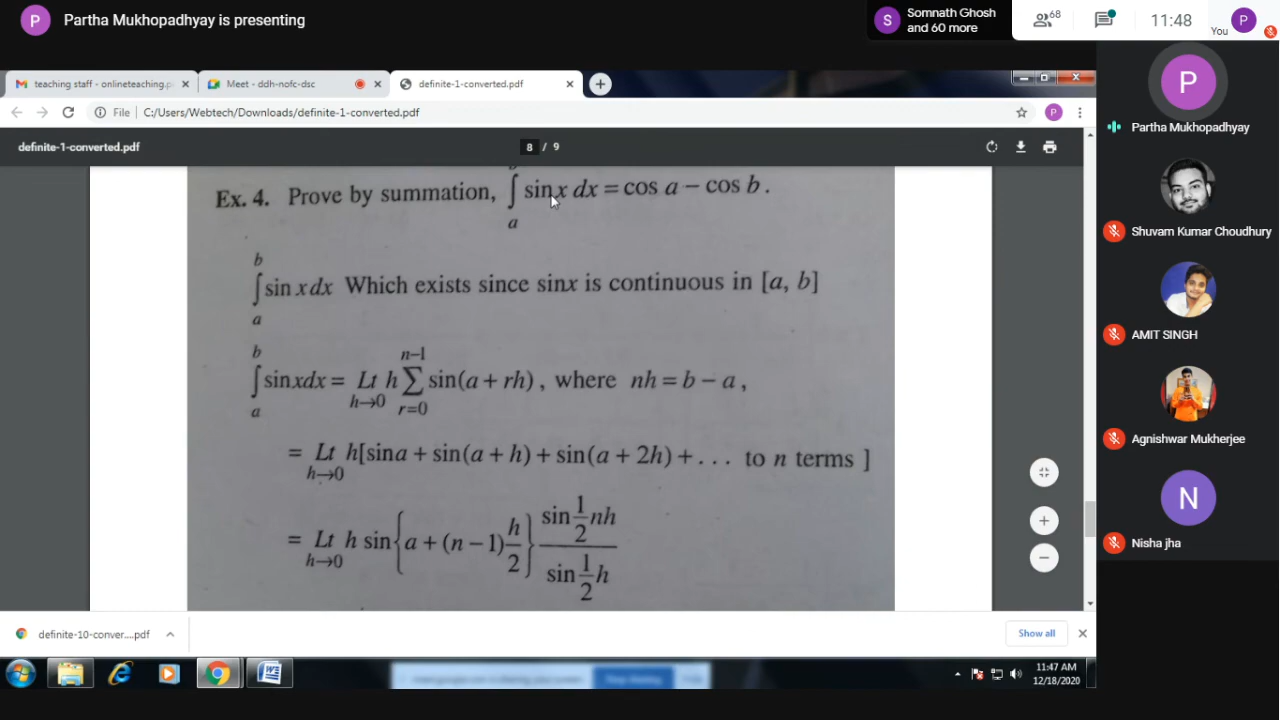 P Partha Mukhopadhyay is presenting
S Somnath Ghosh
and 60 more
68
11:48
You P
teaching staff - onlineteaching.p
Meet - ddh-nofc-dsc
definite-1-converted.pdf
File C:/Users/Webtech/Downloads/definite-1-converted.pdf
P
definite-1-converted.pdf
8 / 9
Ex. 4. Prove by summation, ∫ₐ sin x dx = cos a − cos b.
∫ₐᵇ sin x dx Which exists since sinx is continuous in [a, b]
∫ₐᵇ sinxdx = Lt_{h→0} h ∑_{r=0}^{n−1} sin(a + rh), where nh = b − a,
= Lt_{h→0} h[sina + sin(a + h) + sin(a + 2h) + . . . to n terms ]
= Lt_{h→0} h sin{a + (n − 1) h/2} (sin 1/2 nh)/(sin 1/2 h)
P
Partha Mukhopadhyay
Shuvam Kumar Choudhury
AMIT SINGH
Agnishwar Mukherjee
N
Nisha jha
definite-10-conver....pdf
Show all
11:47 AM
12/18/2020